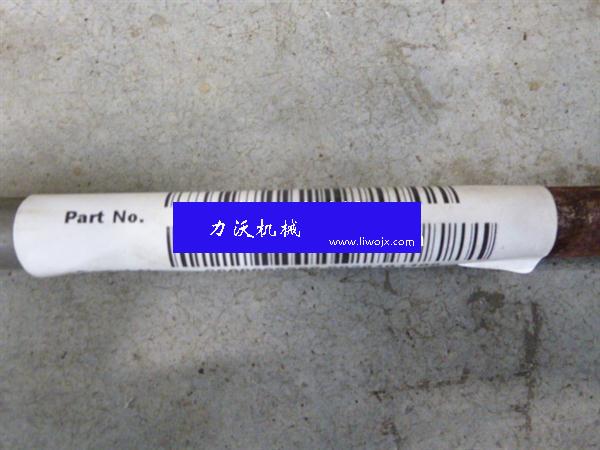 Part No.
力沃机械
www.liwojx.com